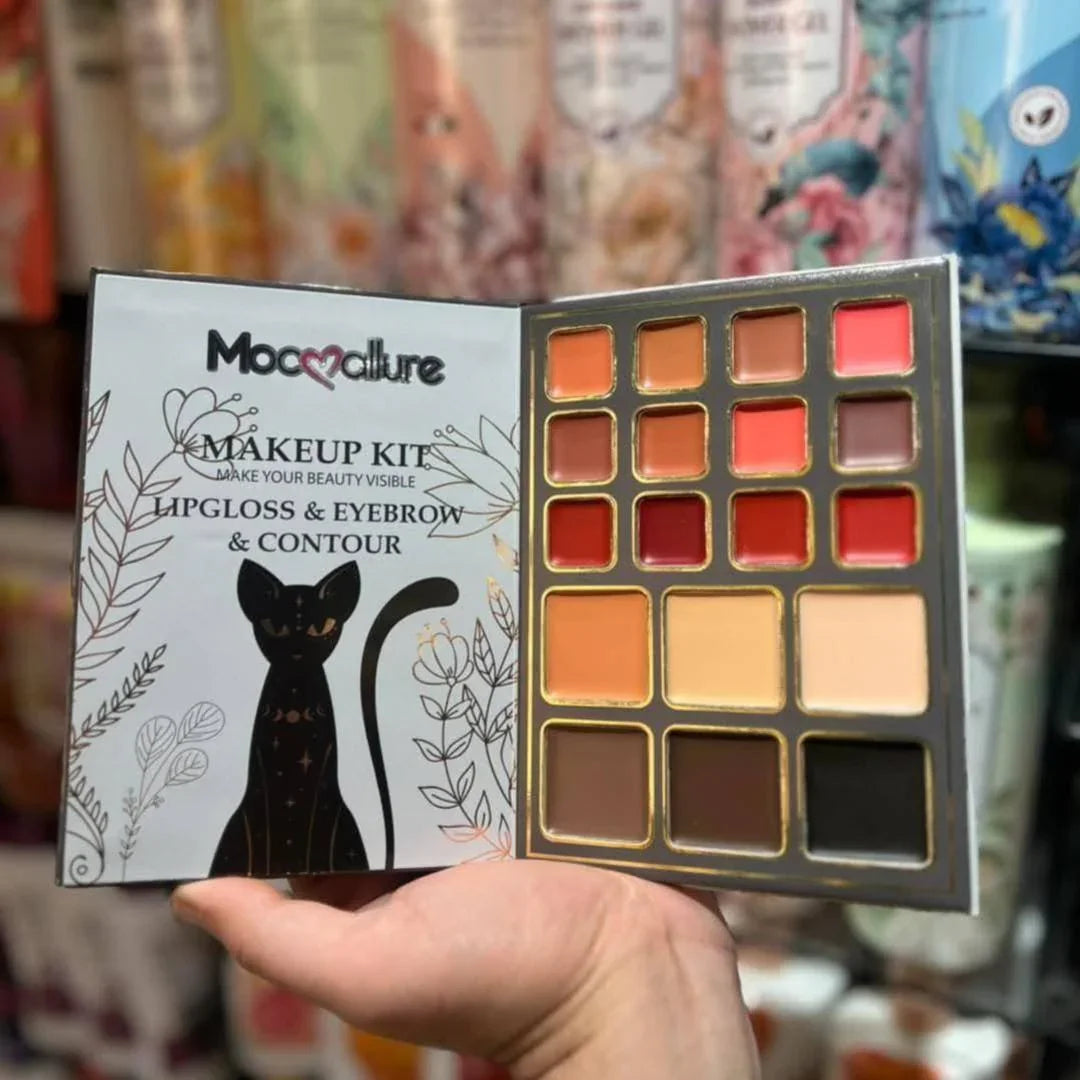 Mocallure
MAKEUP KIT
MAKE YOUR BEAUTY VISIBLE
LIPGLOSS & EYEBROW
& CONTOUR